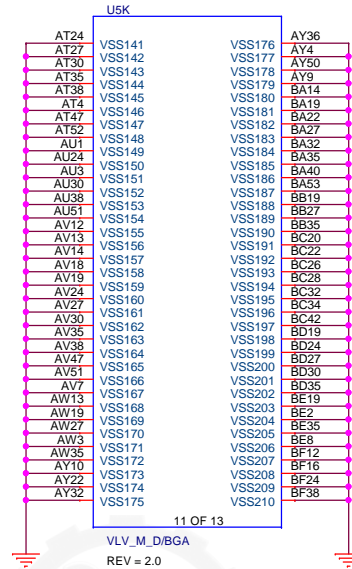 U5K
AT24 VSS141 VSS176 AY36
AT27 VSS142 VSS177 AY4
AT30 VSS143 VSS178 AY50
AT35 VSS144 VSS179 AY9
AT38 VSS145 VSS180 BA14
AT4 VSS146 VSS181 BA19
AT47 VSS147 VSS182 BA22
AT52 VSS148 VSS183 BA27
AU1 VSS149 VSS184 BA32
AU24 VSS150 VSS185 BA35
AU3 VSS151 VSS186 BA40
AU30 VSS152 VSS187 BA53
AU38 VSS153 VSS188 BB19
AU51 VSS154 VSS189 BB27
AV12 VSS155 VSS190 BB35
AV13 VSS156 VSS191 BC20
AV14 VSS157 VSS192 BC22
AV18 VSS158 VSS193 BC26
AV19 VSS159 VSS194 BC28
AV24 VSS160 VSS195 BC32
AV27 VSS161 VSS196 BC34
AV30 VSS162 VSS197 BC42
AV35 VSS163 VSS198 BD19
AV38 VSS164 VSS199 BD24
AV47 VSS165 VSS200 BD27
AV51 VSS166 VSS201 BD30
AV7 VSS167 VSS202 BD35
AW13 VSS168 VSS203 BE19
AW19 VSS169 VSS204 BE2
AW27 VSS170 VSS205 BE35
AW3 VSS171 VSS206 BE8
AW35 VSS172 VSS207 BF12
AY10 VSS173 VSS208 BF16
AY22 VSS174 VSS209 BF24
AY32 VSS175 VSS210 BF38
11 OF 13
VLV_M_D/BGA
REV = 2.0